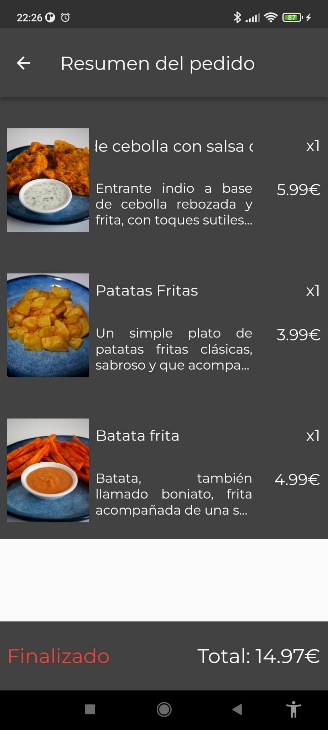 22:26
87
Resumen del pedido
de cebolla con salsa x1
Entrante indio a base
de cebolla rebozada y
frita, con toques sutiles...
5.99€
Patatas Fritas x1
Un simple plato de
patatas fritas clásicas,
sabroso y que acompa...
3.99€
Batata frita x1
Batata, también
llamado boniato, frita
acompañada de una s...
4.99€
Finalizado Total: 14.97€